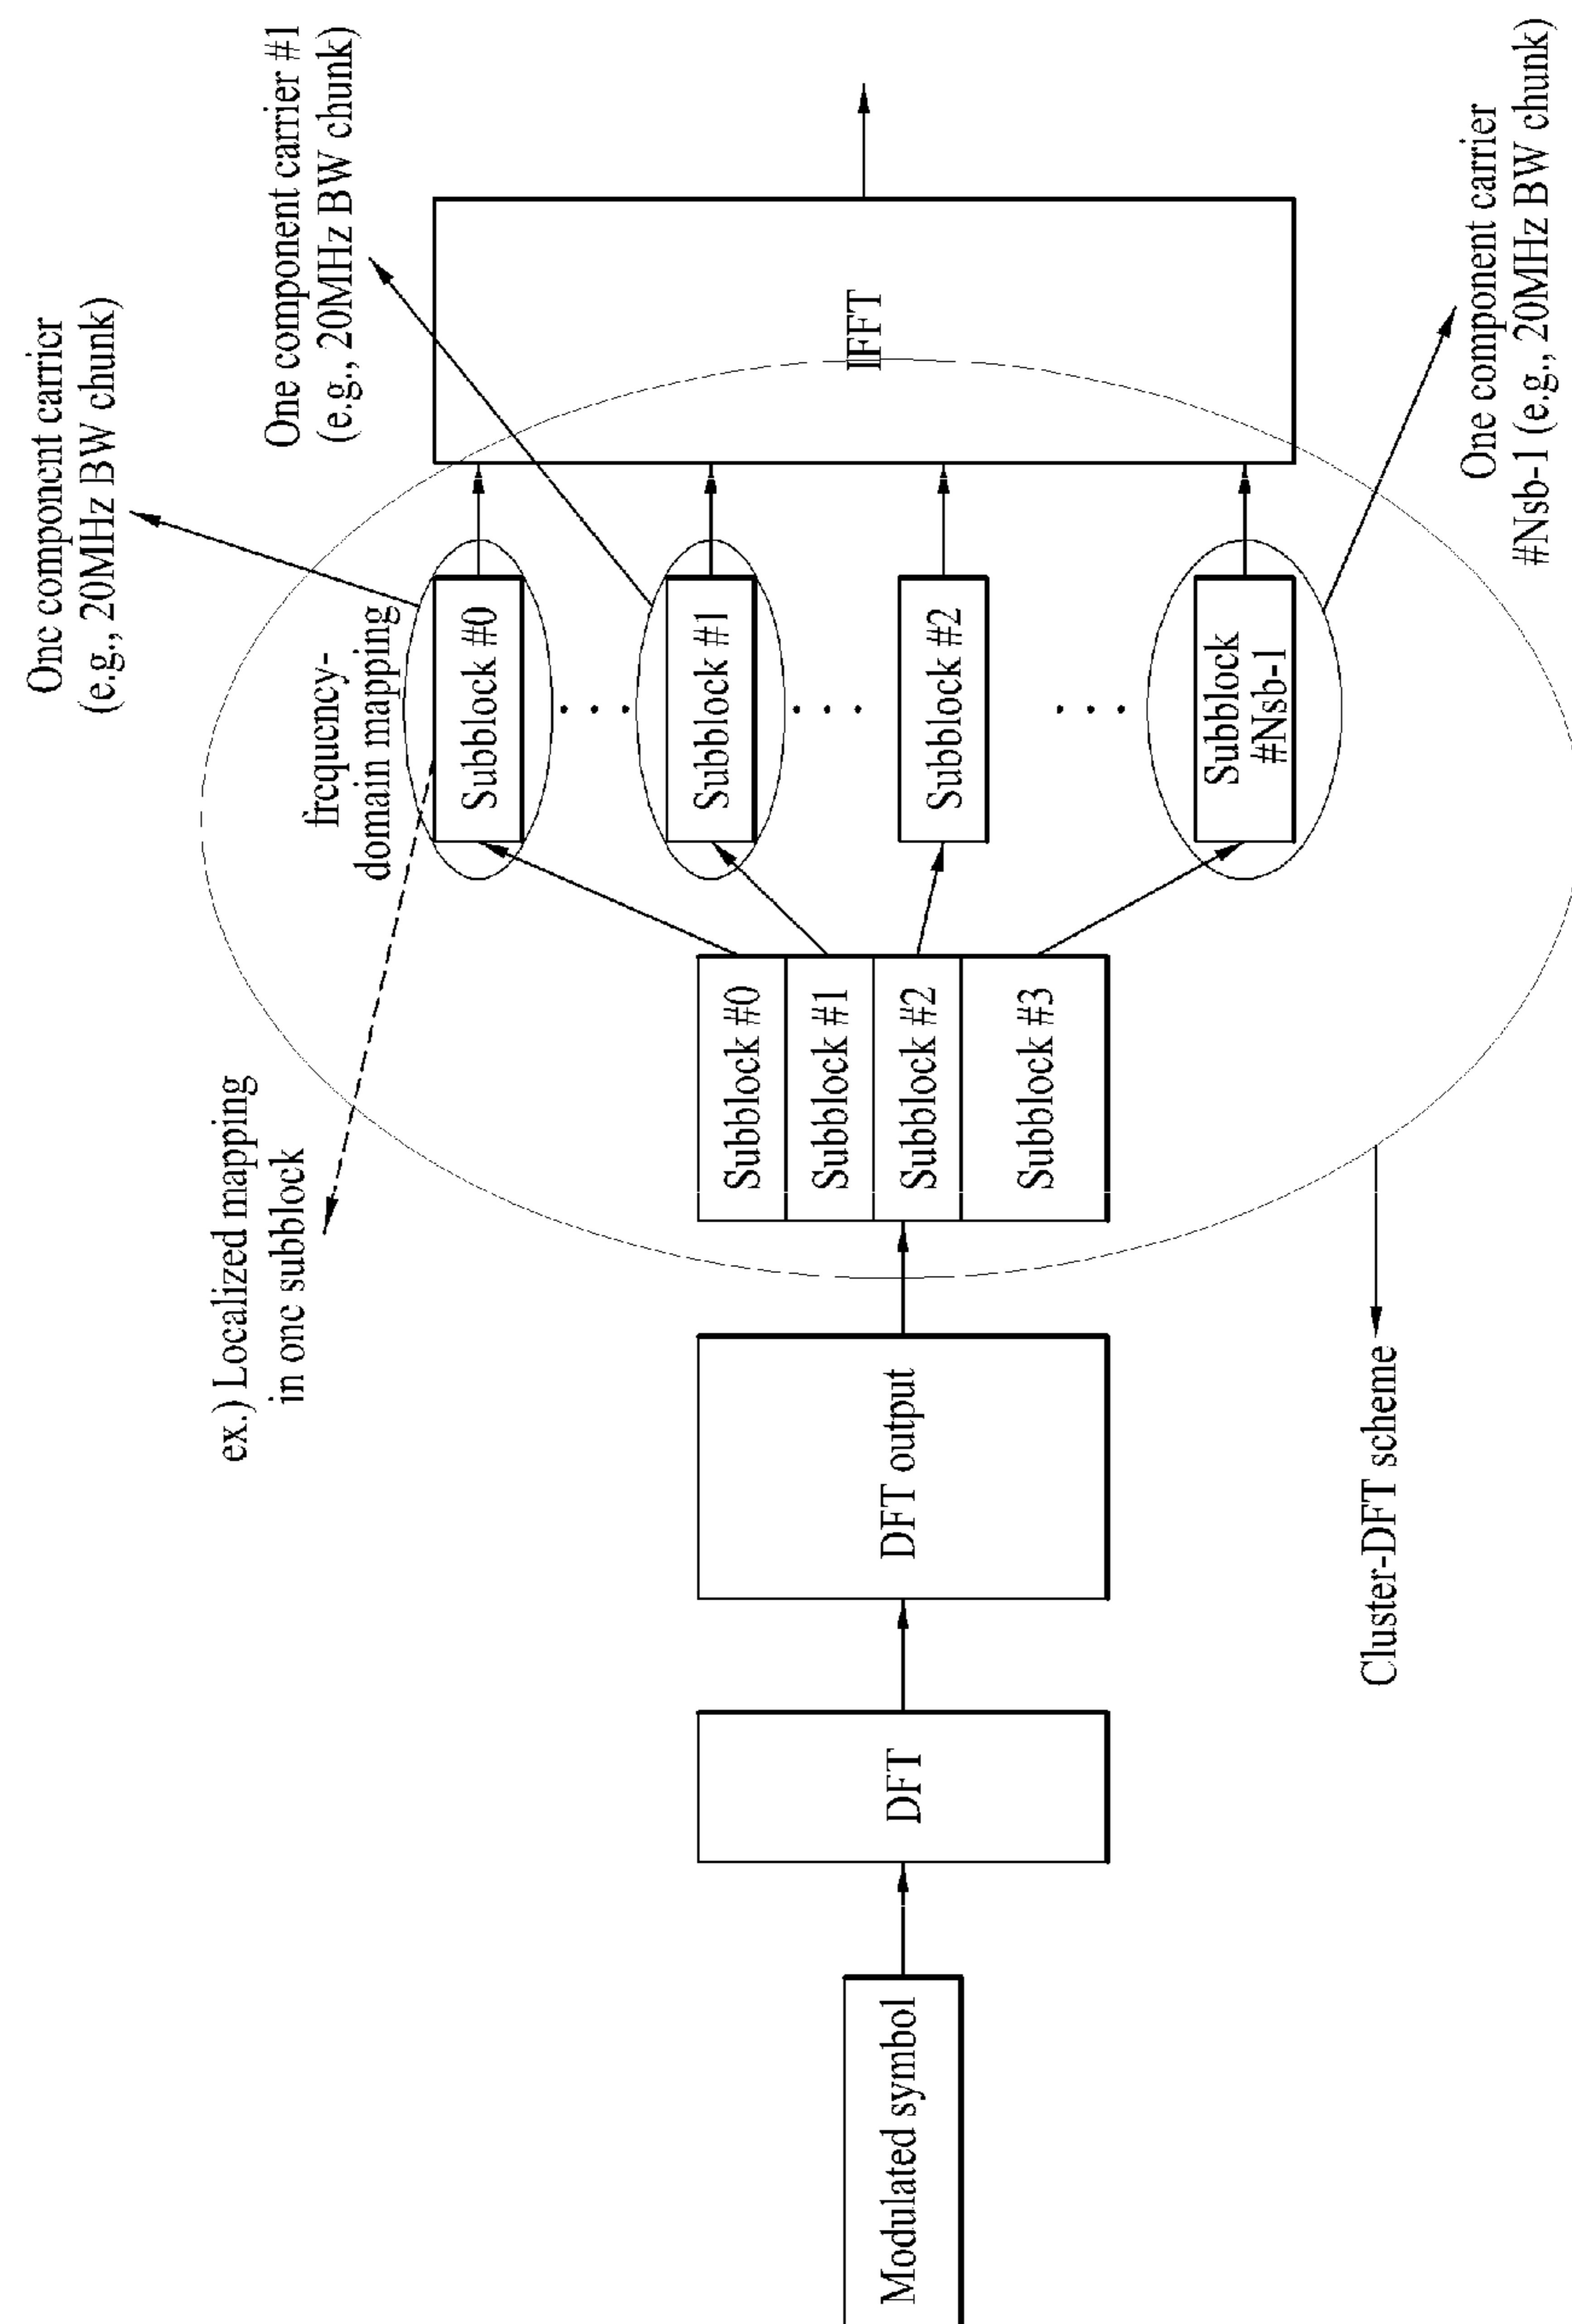 Modulated symbol
DFT
DFT output
Subblock #0
Subblock #1
Subblock #2
Subblock #3
ex.) Localized mapping
in one subblock
frequency-
domain mapping
Subblock #0
Subblock #1
Subblock #2
Subblock
#Nsb-1
IFFT
One component carrier
(e.g., 20MHz BW chunk)
One component carrier #1
(e.g., 20MHz BW chunk)
One component carrier
#Nsb-1 (e.g., 20MHz BW chunk)
Cluster-DFT scheme